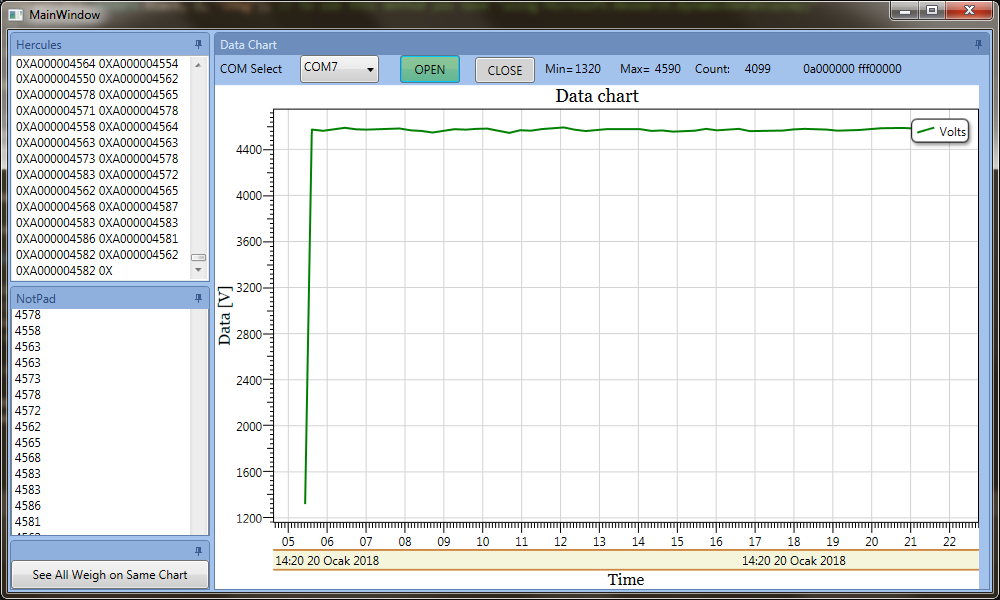 MainWindow
Hercules
0XA000004564 0XA000004554
0XA000004550 0XA000004562
0XA000004578 0XA000004565
0XA000004571 0XA000004578
0XA000004558 0XA000004564
0XA000004563 0XA000004563
0XA000004573 0XA000004578
0XA000004583 0XA000004572
0XA000004562 0XA000004565
0XA000004568 0XA000004587
0XA000004583 0XA000004583
0XA000004586 0XA000004581
0XA000004582 0XA000004562
0XA000004582 0X
NotPad
4578
4558
4563
4563
4573
4578
4572
4562
4565
4568
4583
4583
4586
4581
See All Weigh on Same Chart
Data Chart
COM Select COM7 OPEN CLOSE Min= 1320 Max= 4590 Count: 4099 0a000000 fff00000
Data chart
Volts
4400
4000
3600
3200
2800
2400
2000
1600
1200
Data [V]
05 06 07 08 09 10 11 12 13 14 15 16 17 18 19 20 21 22
14:20 20 Ocak 2018 14:20 20 Ocak 2018
Time